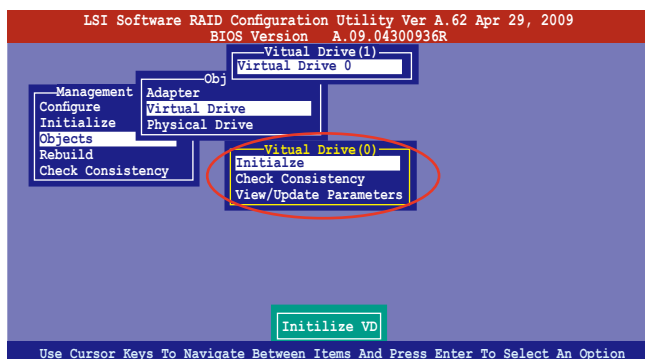 LSI Software RAID Configuration Utility Ver A.62 Apr 29, 2009
BIOS Version A.09.04300936R
Vitual Drive(1)
Virtual Drive 0
Obj
Adapter
Virtual Drive
Physical Drive
Management
Configure
Initialize
Objects
Rebuild
Check Consistency
Vitual Drive(0)
Initialze
Check Consistency
View/Update Parameters
Initilize VD
Use Cursor Keys To Navigate Between Items And Press Enter To Select An Option